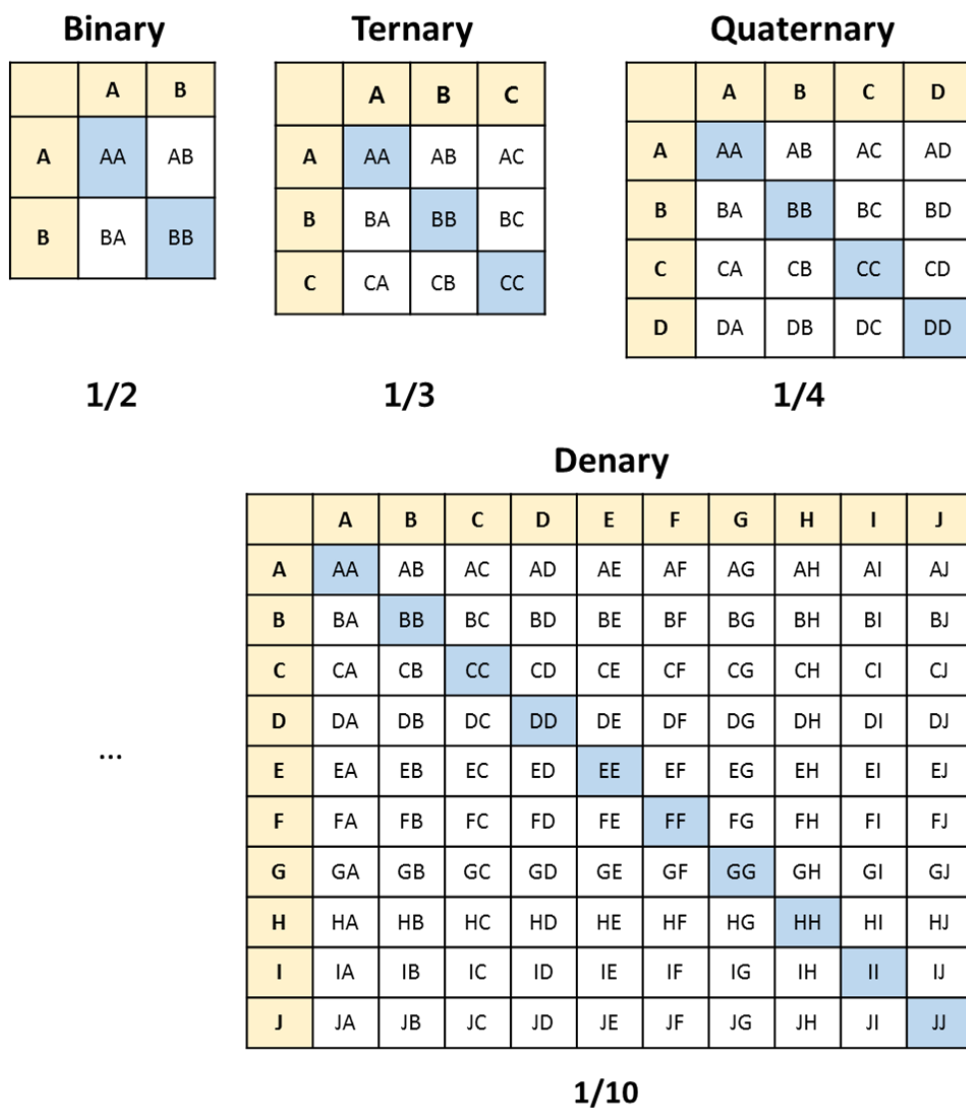 Binary
A B
A AA AB
B BA BB
1/2
Ternary
A B C
A AA AB AC
B BA BB BC
C CA CB CC
1/3
Quaternary
A B C D
A AA AB AC AD
B BA BB BC BD
C CA CB CC CD
D DA DB DC DD
1/4
...
Denary
A B C D E F G H I J
A AA AB AC AD AE AF AG AH AI AJ
B BA BB BC BD BE BF BG BH BI BJ
C CA CB CC CD CE CF CG CH CI CJ
D DA DB DC DD DE DF DG DH DI DJ
E EA EB EC ED EE EF EG EH EI EJ
F FA FB FC FD FE FF FG FH FI FJ
G GA GB GC GD GE GF GG GH GI GJ
H HA HB HC HD HE HF HG HH HI HJ
I IA IB IC ID IE IF IG IH II IJ
J JA JB JC JD JE JF JG JH JI JJ
1/10